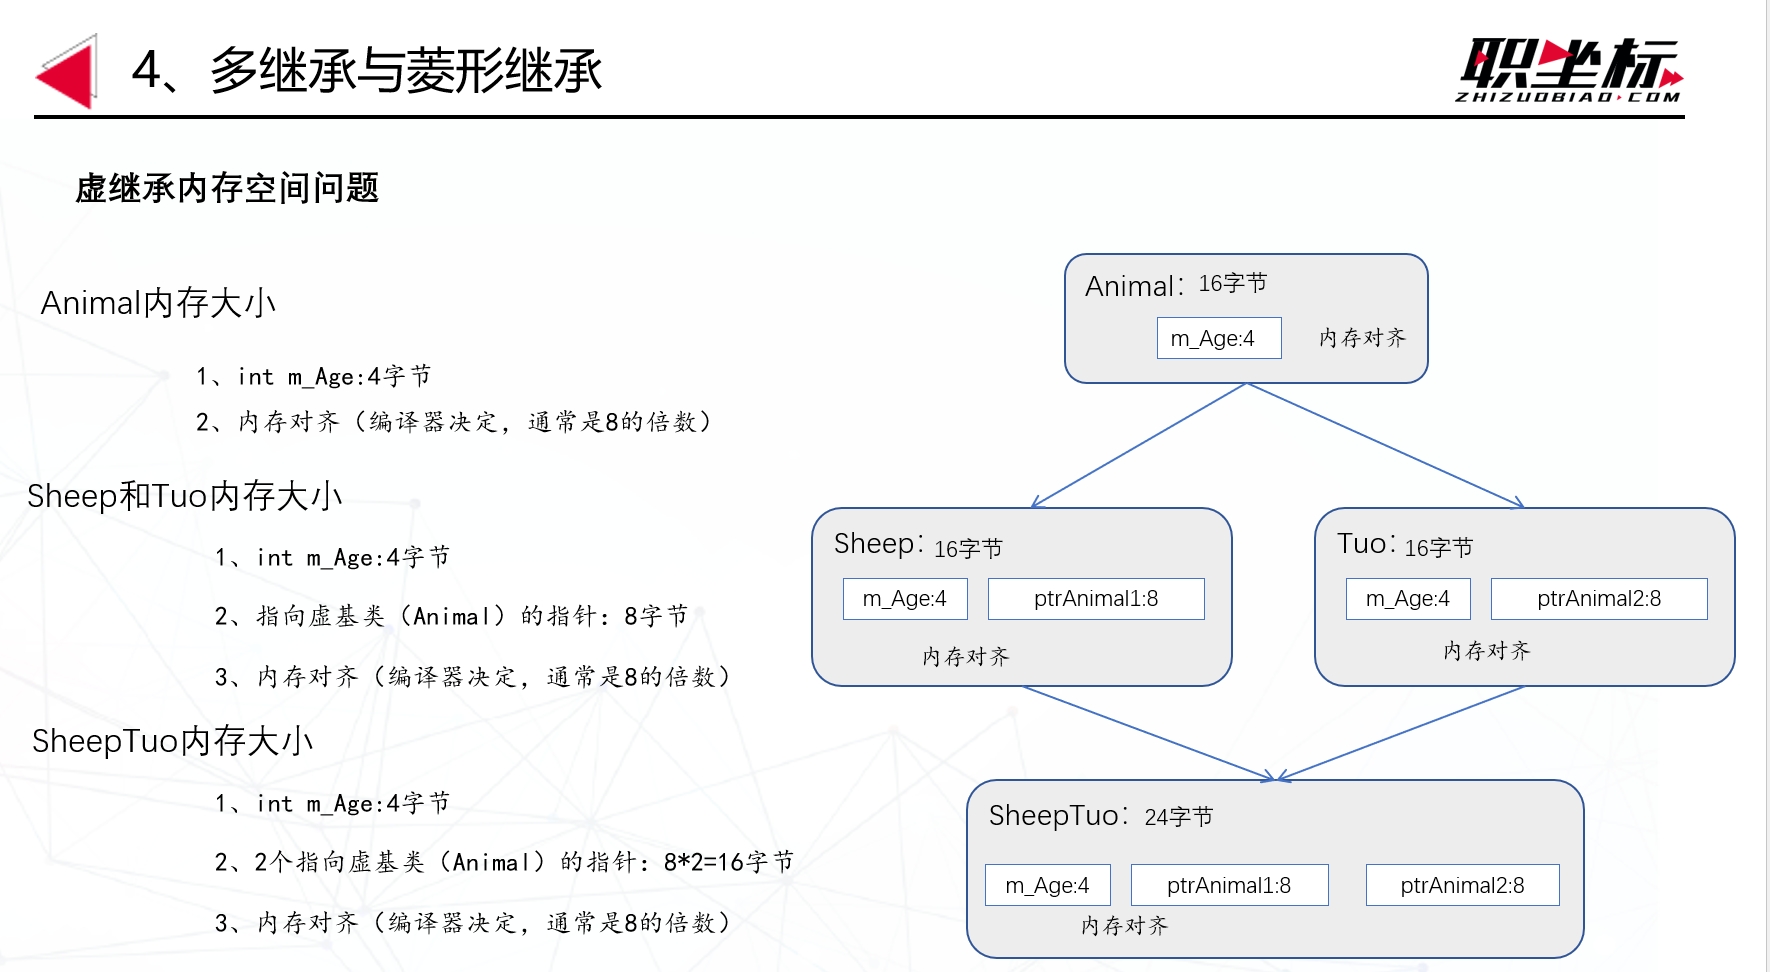 4、多继承与菱形继承
职坐标
ZHIZUOBIAO.COM
虚继承内存空间问题
Animal内存大小
1、int m_Age:4字节
2、内存对齐（编译器决定，通常是8的倍数）
Sheep和Tuo内存大小
1、int m_Age:4字节
2、指向虚基类（Animal）的指针：8字节
3、内存对齐（编译器决定，通常是8的倍数）
SheepTuo内存大小
1、int m_Age:4字节
2、2个指向虚基类（Animal）的指针：8*2=16字节
3、内存对齐（编译器决定，通常是8的倍数）
Animal：16字节
m_Age:4 内存对齐
Sheep：16字节
m_Age:4 ptrAnimal1:8
内存对齐
Tuo：16字节
m_Age:4 ptrAnimal2:8
内存对齐
SheepTuo：24字节
m_Age:4 ptrAnimal1:8 ptrAnimal2:8
内存对齐